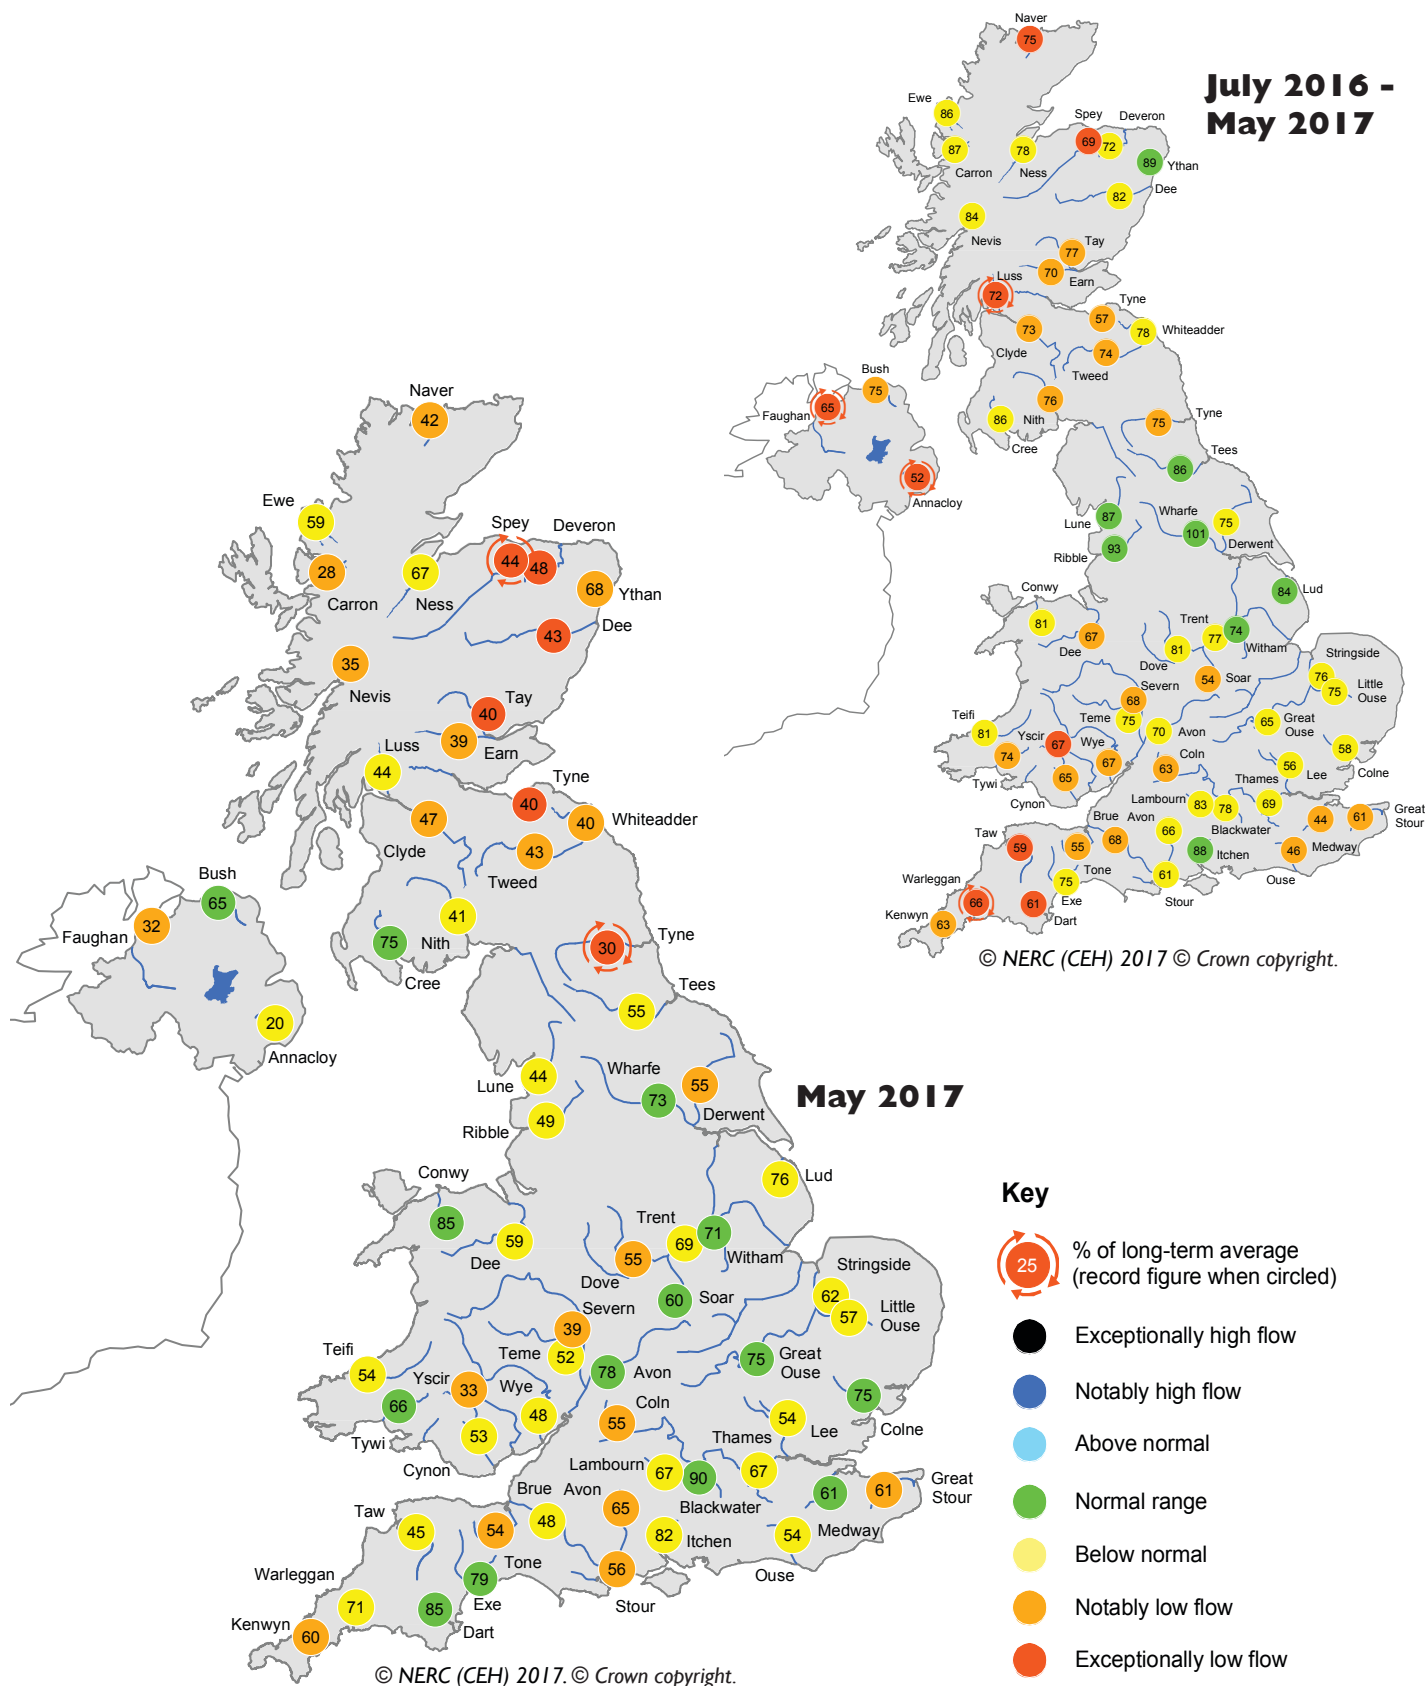 July 2016 -
May 2017
Naver
75
Ewe
86
87
Carron
78
Ness
Spey
69
Deveron
72
89
Ythan
82
Dee
84
Nevis
Tay
77
70
Earn
Luss
72
73
Clyde
Tyne
57
78
Whiteadder
74
Tweed
76
Nith
86
Cree
Bush
75
65
Faughan
52
Annacloy
Tyne
75
Tees
86
Lune
87
Ribble
93
Wharfe
101
75
Derwent
84
Lud
Conwy
81
67
Dee
Trent
77
74
Witham
81
Dove
54
Soar
Severn
68
Stringside
76
75
Little
Ouse
Teme
75
70
Avon
65
Great
Ouse
Teifi
81
74
Tywi
Yscir
67
Wye
67
65
Cynon
Coln
63
58
Colne
56
Lee
Thames
69
Lambourn
83
78
Blackwater
44
Medway
61
Great
Stour
46
Ouse
Brue
68
Avon
66
88
Itchen
61
Stour
Taw
59
55
Tone
75
Exe
61
Dart
Warleggan
66
Kenwyn
63
© NERC (CEH) 2017 © Crown copyright.
May 2017
Naver
42
Ewe
59
28
Carron
67
Ness
Spey
44
Deveron
48
68
Ythan
43
Dee
35
Nevis
Tay
40
39
Earn
Luss
44
47
Clyde
Tyne
40
40
Whiteadder
43
Tweed
41
Nith
75
Cree
Bush
65
32
Faughan
20
Annacloy
30
Tyne
Tees
55
Lune
44
Ribble
49
Wharfe
73
55
Derwent
76
Lud
Conwy
85
59
Dee
Trent
69
71
Witham
55
Dove
60
Soar
Severn
39
Stringside
62
57
Little
Ouse
Teme
52
78
Avon
75
Great
Ouse
Teifi
54
66
Tywi
Yscir
33
Wye
48
53
Cynon
Coln
55
75
Colne
54
Lee
Thames
67
Lambourn
67
90
Blackwater
61
Medway
61
Great
Stour
54
Ouse
Brue
48
Avon
65
82
Itchen
56
Stour
Taw
45
54
Tone
79
Exe
85
Dart
Warleggan
71
Kenwyn
60
© NERC (CEH) 2017. © Crown copyright.
Key
25
% of long-term average
(record figure when circled)
Exceptionally high flow
Notably high flow
Above normal
Normal range
Below normal
Notably low flow
Exceptionally low flow